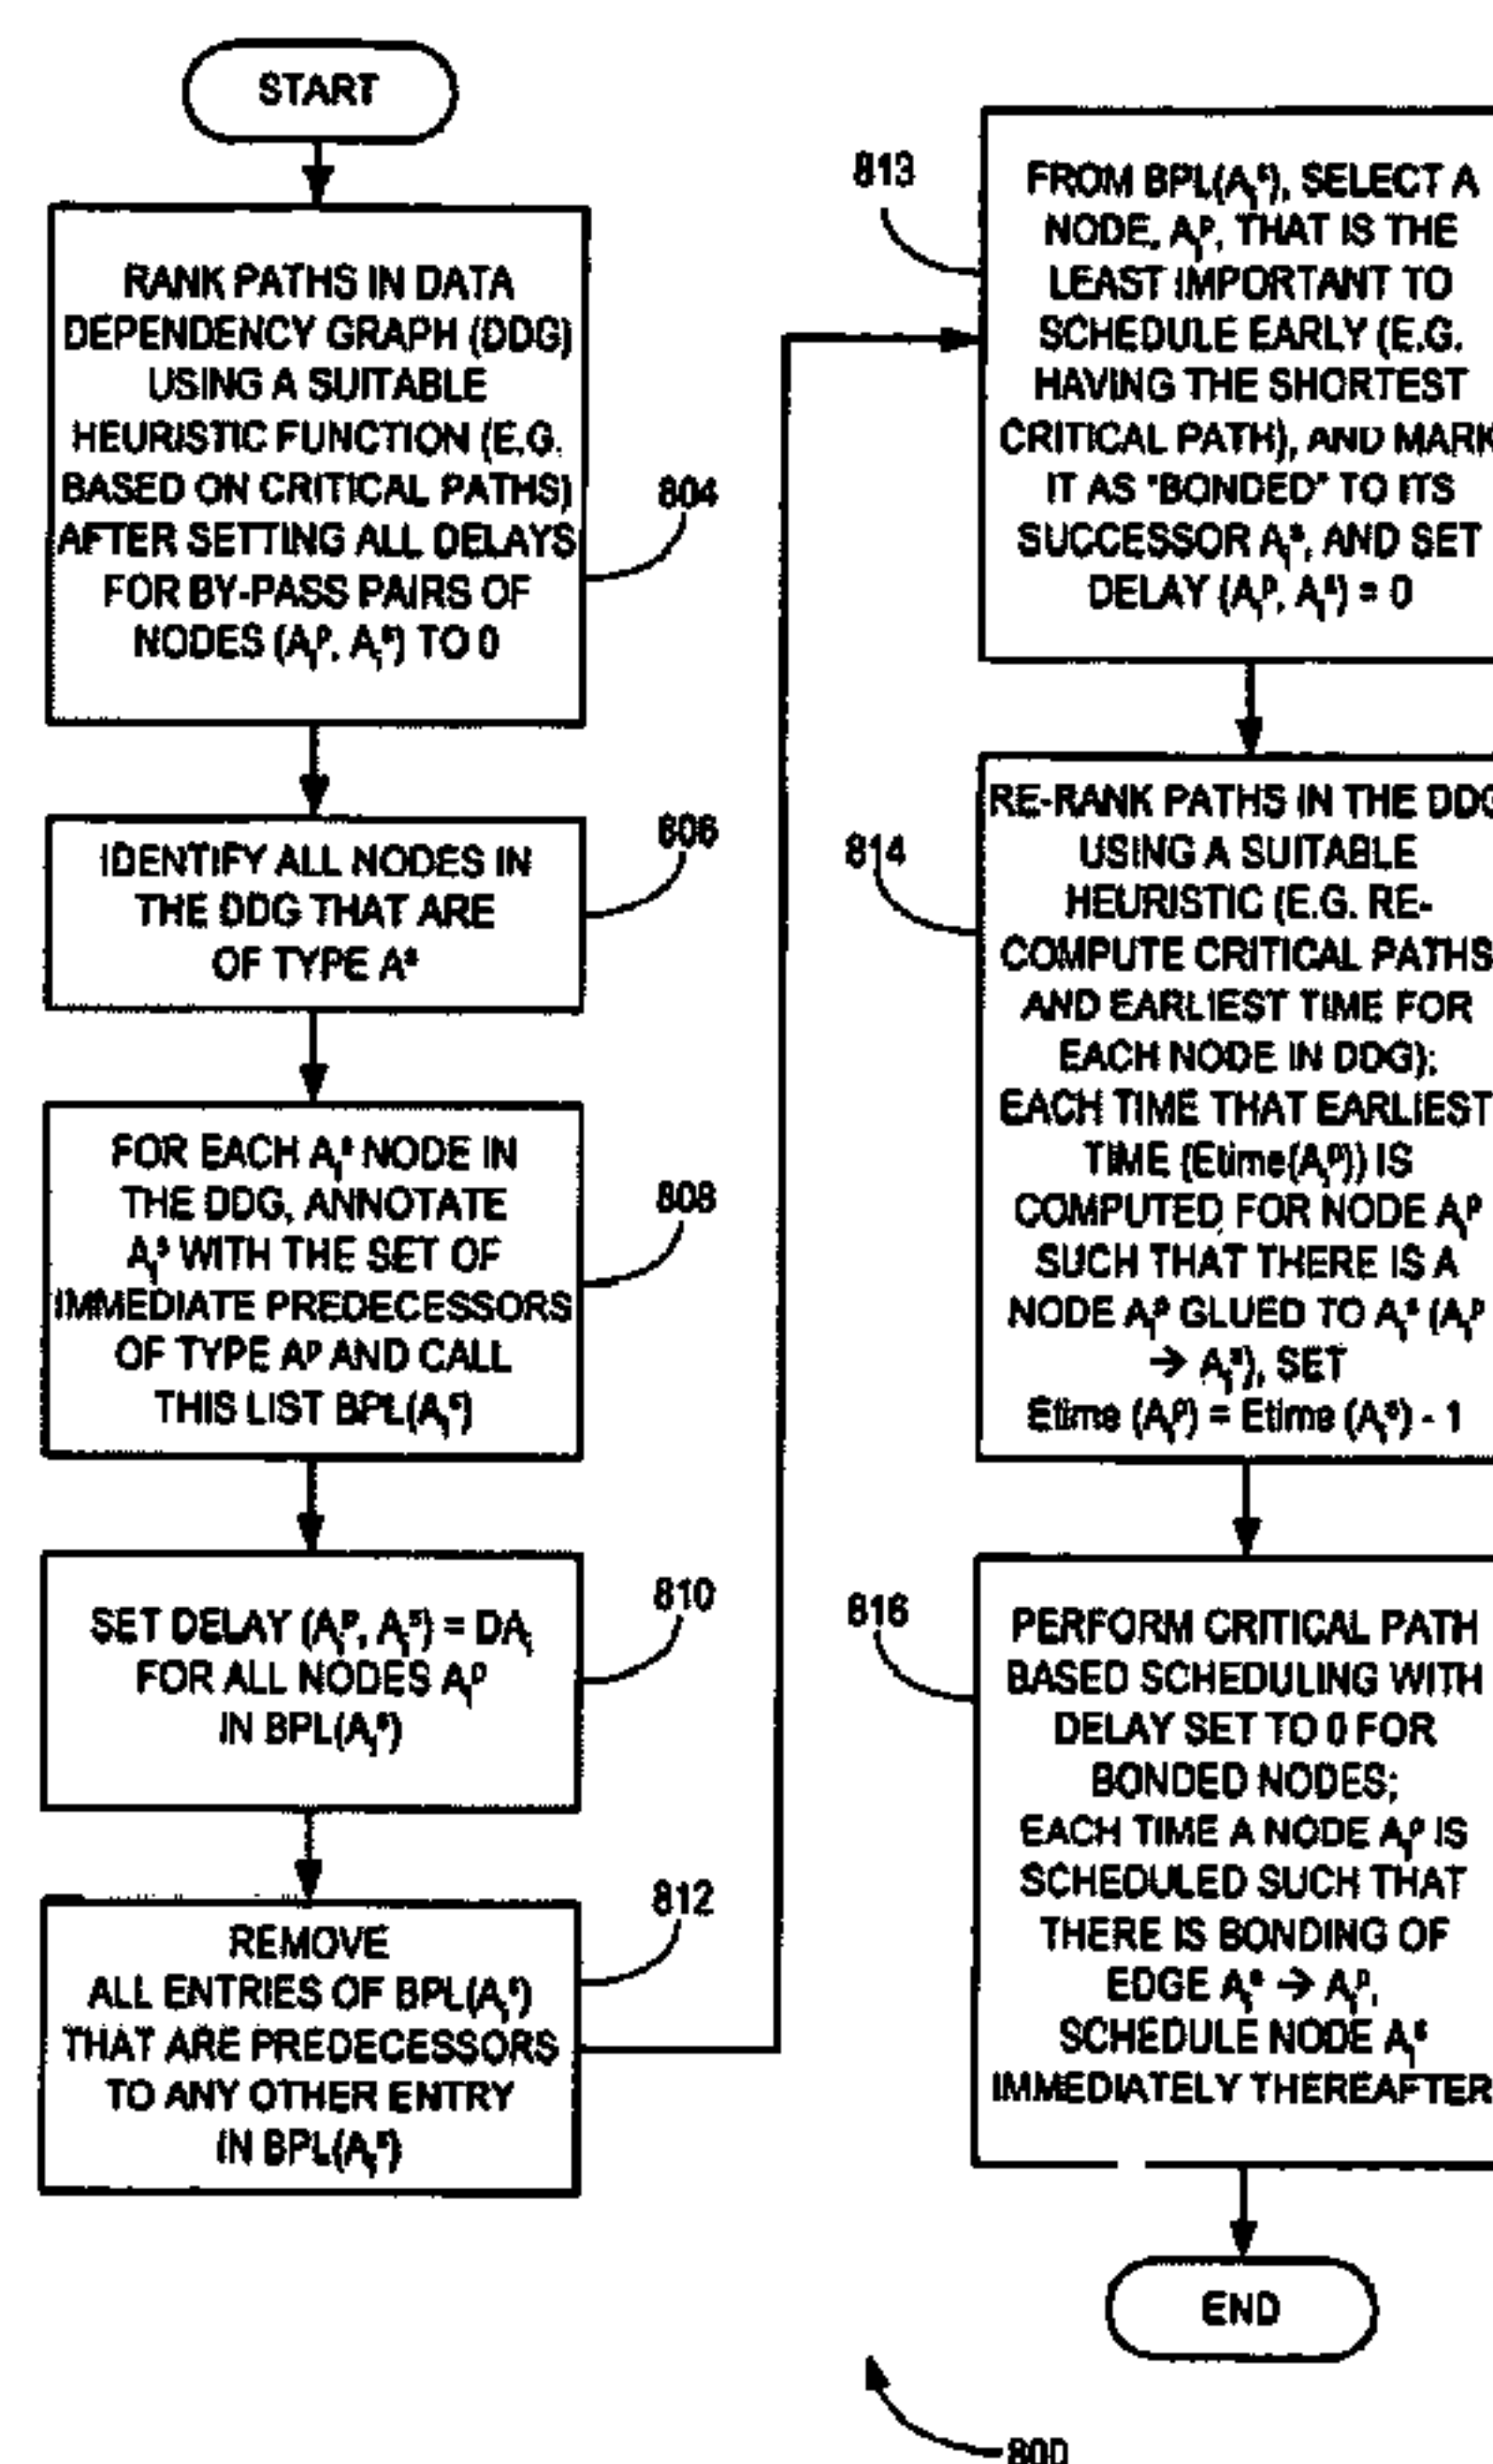 START
RANK PATHS IN DATA
DEPENDENCY GRAPH (DDG)
USING A SUITABLE
HEURISTIC FUNCTION (E.G.
BASED ON CRITICAL PATHS)
AFTER SETTING ALL DELAYS
FOR BY-PASS PAIRS OF
NODES (Aᵢᵖ, Aᵢˢ) TO 0
804
IDENTIFY ALL NODES IN
THE DDG THAT ARE
OF TYPE Aˢ
806
FOR EACH Aᵢˢ NODE IN
THE DDG, ANNOTATE
Aᵢˢ WITH THE SET OF
IMMEDIATE PREDECESSORS
OF TYPE Aᵖ AND CALL
THIS LIST BPL(Aᵢˢ)
808
SET DELAY (Aᵢᵖ, Aᵢˢ) = DAᵢ
FOR ALL NODES Aᵢᵖ
IN BPL(Aᵢˢ)
810
REMOVE
ALL ENTRIES OF BPL(Aᵢˢ)
THAT ARE PREDECESSORS
TO ANY OTHER ENTRY
IN BPL(Aᵢˢ)
812
813
FROM BPL(Aᵢˢ), SELECT A
NODE, Aᵢᵖ, THAT IS THE
LEAST IMPORTANT TO
SCHEDULE EARLY (E.G.
HAVING THE SHORTEST
CRITICAL PATH), AND MARK
IT AS "BONDED" TO ITS
SUCCESSOR Aᵢˢ, AND SET
DELAY (Aᵢᵖ, Aᵢˢ) = 0
814
RE-RANK PATHS IN THE DDG
USING A SUITABLE
HEURISTIC (E.G. RE-
COMPUTE CRITICAL PATHS
AND EARLIEST TIME FOR
EACH NODE IN DDG);
EACH TIME THAT EARLIEST
TIME (Etime(Aᵢᵖ)) IS
COMPUTED FOR NODE Aᵢᵖ
SUCH THAT THERE IS A
NODE Aᵢᵖ GLUED TO Aᵢˢ (Aᵢᵖ
→ Aᵢˢ), SET
Etime (Aᵢᵖ) = Etime (Aᵢˢ) - 1
816
PERFORM CRITICAL PATH
BASED SCHEDULING WITH
DELAY SET TO 0 FOR
BONDED NODES;
EACH TIME A NODE Aᵢᵖ IS
SCHEDULED SUCH THAT
THERE IS BONDING OF
EDGE Aᵢˢ → Aᵢᵖ,
SCHEDULE NODE Aᵢˢ
IMMEDIATELY THEREAFTER
END
800